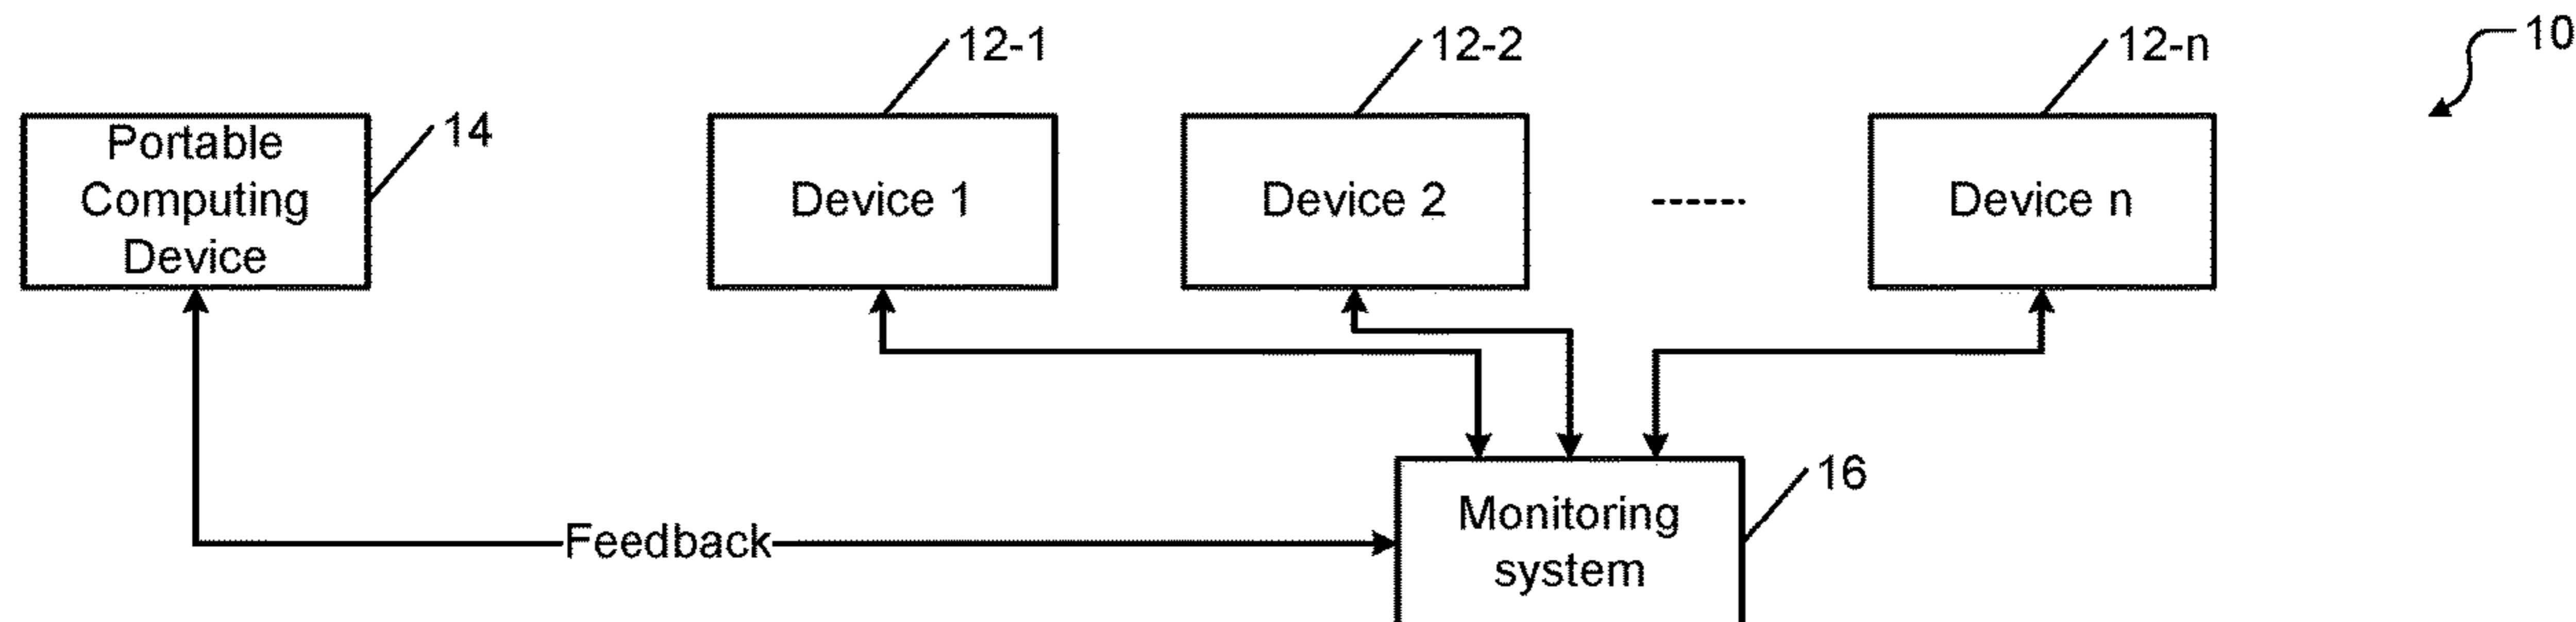 12-1
12-2
12-n
10
Portable
Computing
Device
14
Device 1
Device 2
Device n
Feedback
Monitoring
system
16